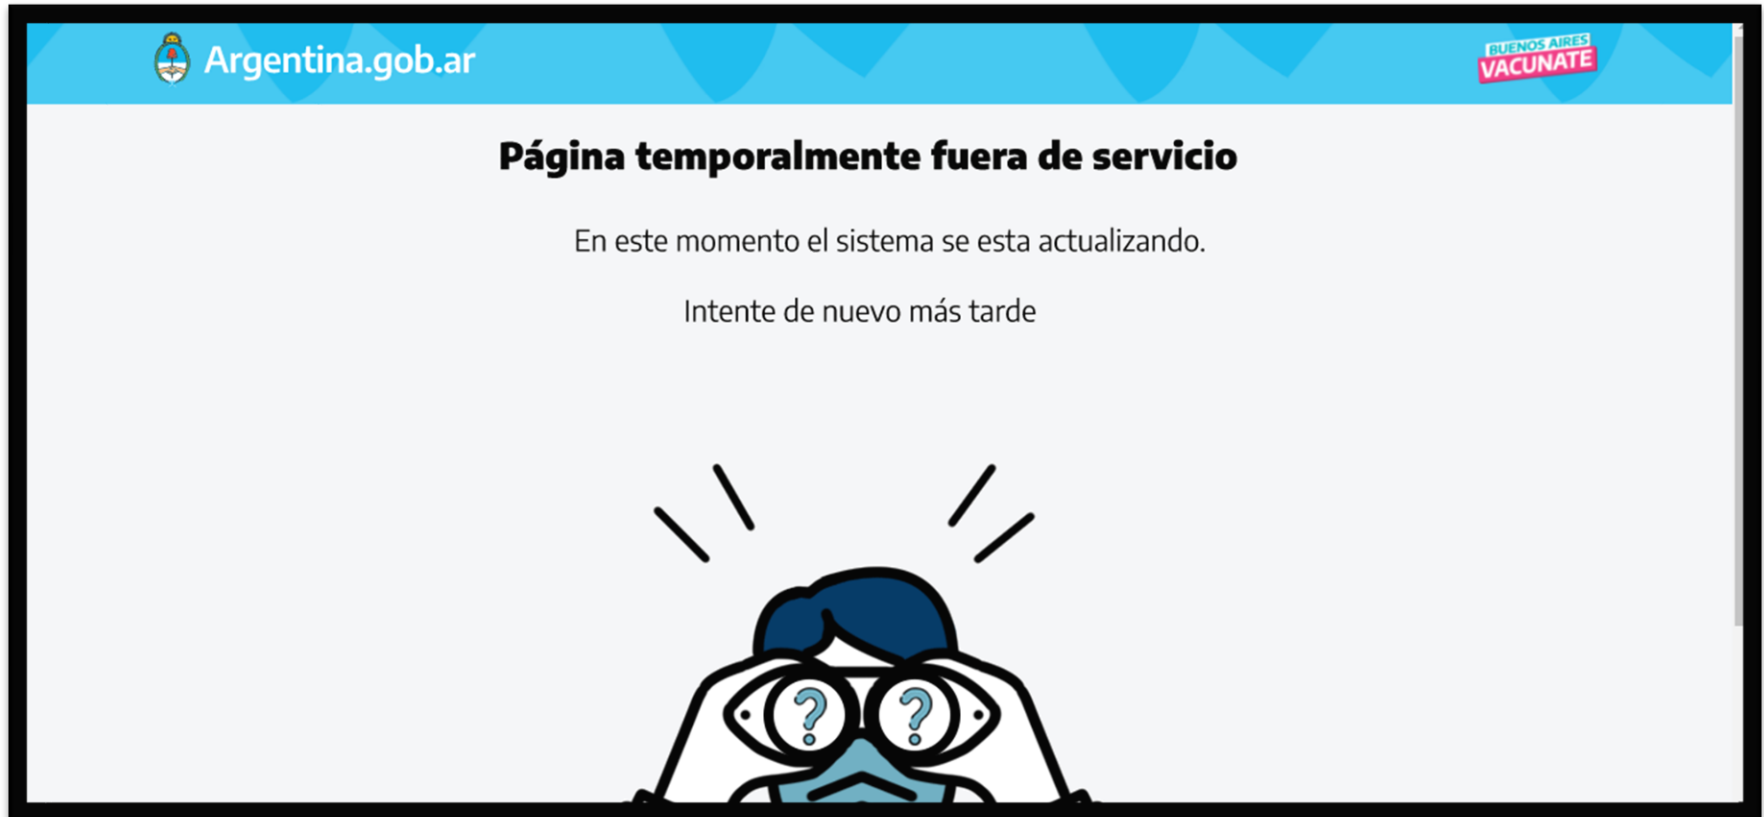 Argentina.gob.ar
BUENOS AIRES
VACUNATE
Página temporalmente fuera de servicio
En este momento el sistema se esta actualizando.
Intente de nuevo más tarde
? ?